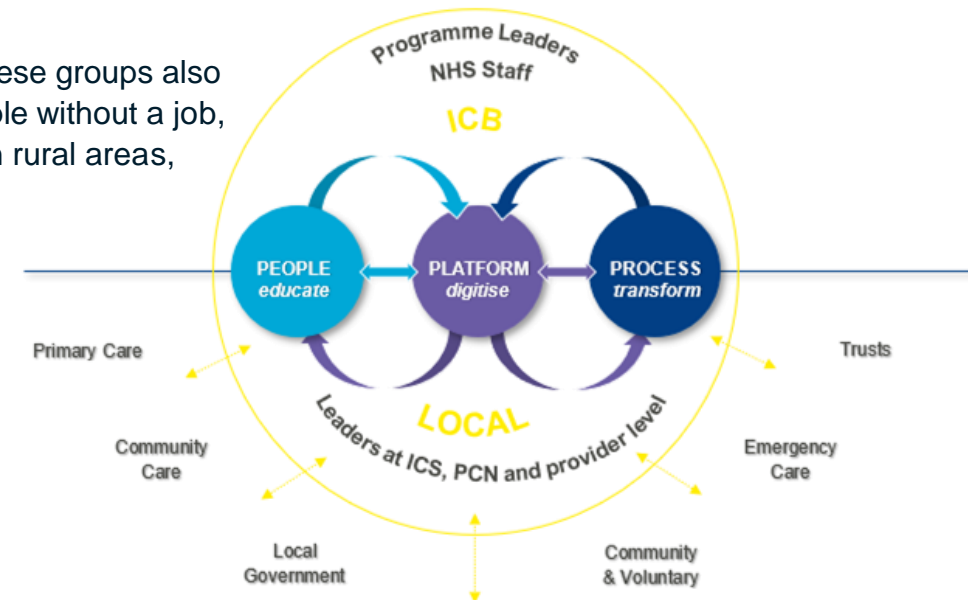 ese groups also
le without a job,
rural areas,
Programme Leaders
NHS Staff
ICB
PEOPLE
educate
PLATFORM
digitise
PROCESS
transform
LOCAL
Leaders at ICS, PCN and provider level
Primary Care
Community
Care
Local
Government
Community
& Voluntary
Emergency
Care
Trusts